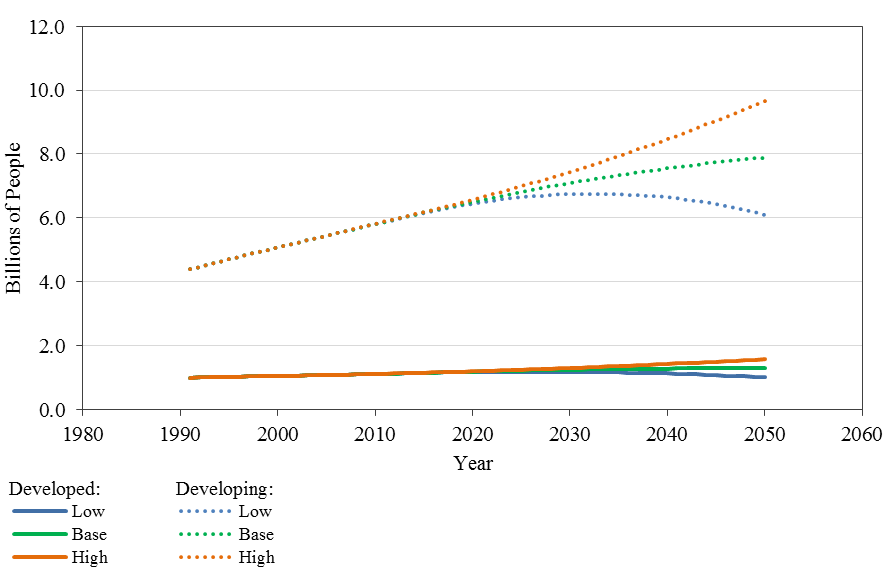 12.0
10.0
8.0
6.0
4.0
2.0
0.0
Billions of People
1980 1990 2000 2010 2020 2030 2040 2050 2060
Year
Developed: Developing:
Low Low
Base Base
High High